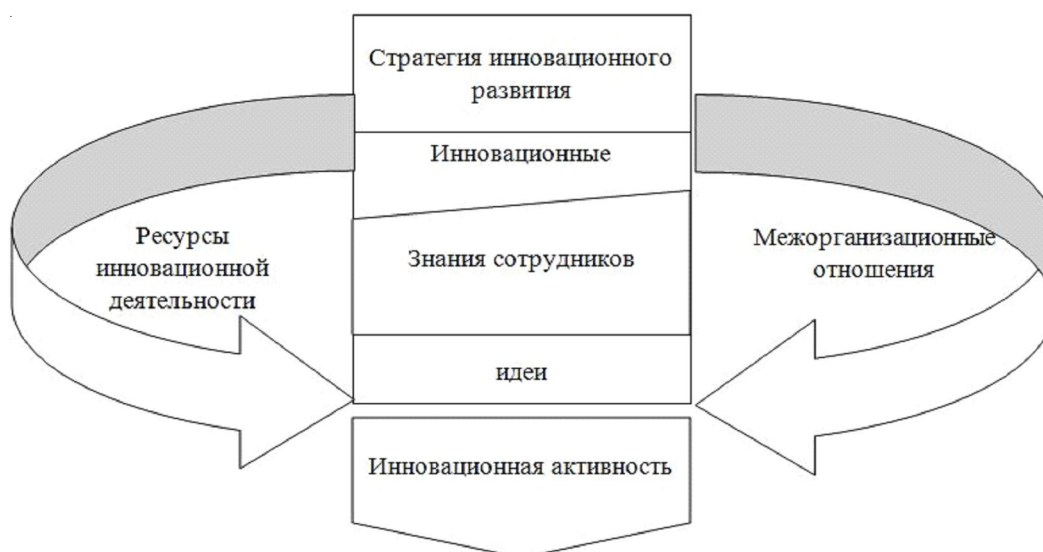 Стратегия инновационного
развития
Инновационные
Ресурсы
инновационной
деятельности
Знания сотрудников
Межорганизационные
отношения
идеи
Инновационная активность